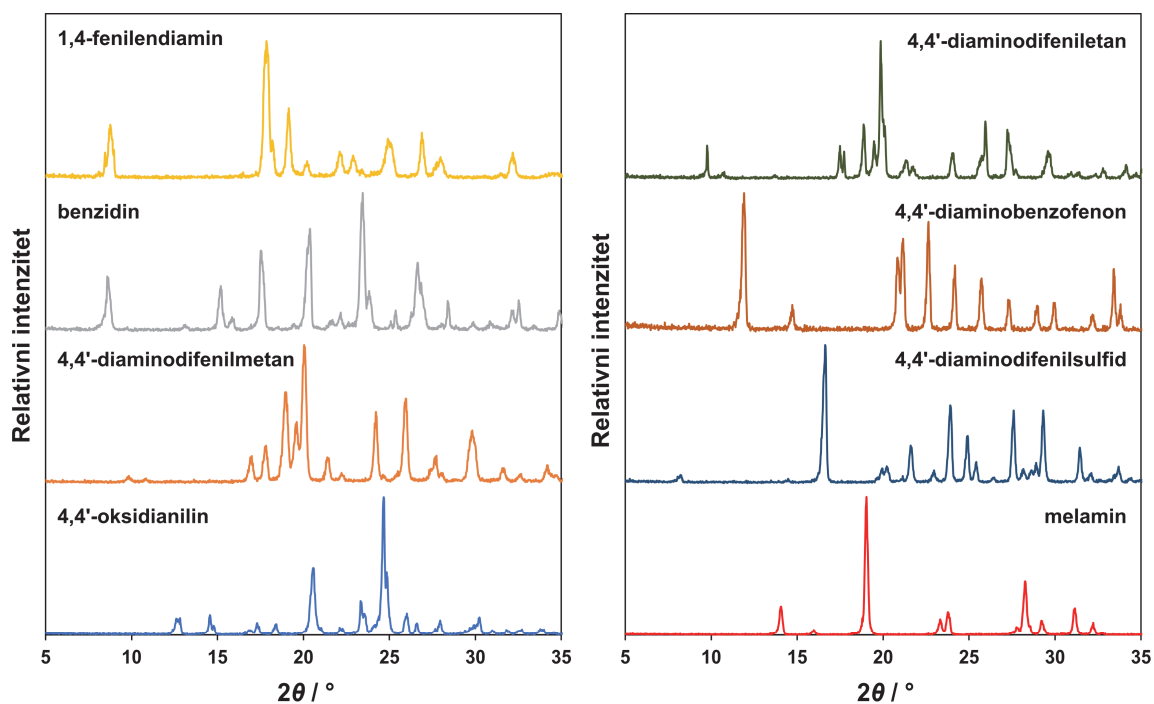 1,4-fenilendiamin
benzidin
4,4'-diaminodifenilmetan
4,4'-oksidianilin
Relativni intenzitet
5 10 15 20 25 30 35
2θ / °
4,4'-diaminodifeniletan
4,4'-diaminobenzofenon
4,4'-diaminodifenilsulfid
melamin
Relativni intenzitet
5 10 15 20 25 30 35
2θ / °